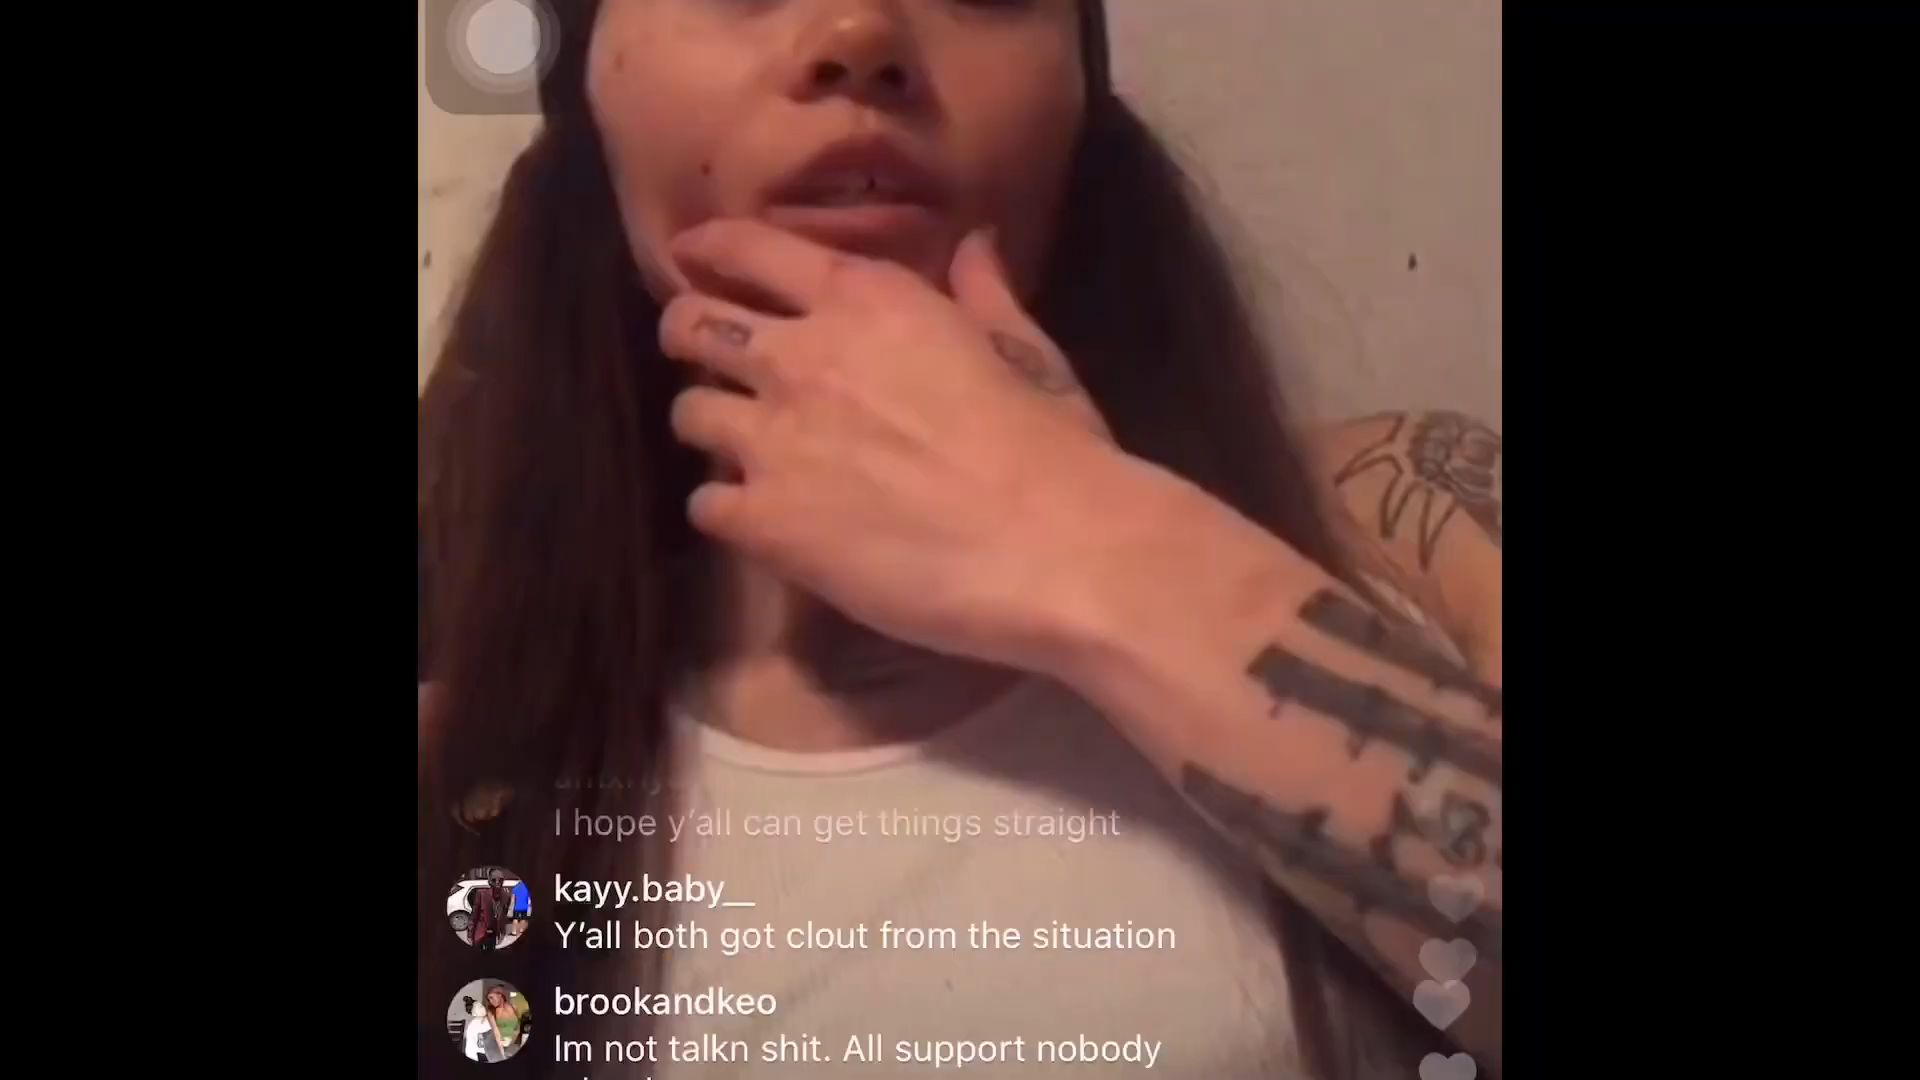 I hope y’all can get things straight
kayy.baby__
Y’all both got clout from the situation
brookandkeo
Im not talkn shit. All support nobody